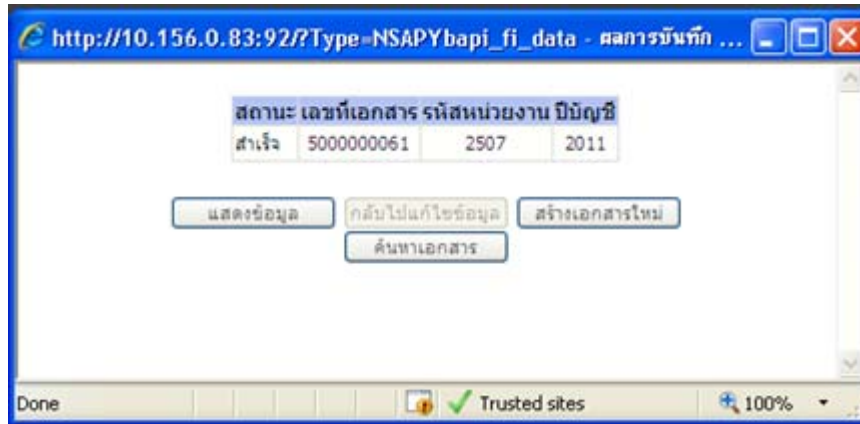 http://10.156.0.83:92/?Type=NSAPYbapi_fi_data - ผลการบันทึก ...
สถานะ เลขที่เอกสาร รหัสหน่วยงาน ปีบัญชี
สำเร็จ 5000000061 2507 2011
แสดงข้อมูล กลับไปแก้ไขข้อมูล สร้างเอกสารใหม่
ค้นหาเอกสาร
Done Trusted sites 100%